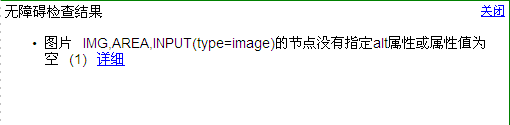 无障碍检查结果 关闭
• 图片 IMG,AREA,INPUT(type=image)的节点没有指定alt属性或属性值为
空 (1) 详细